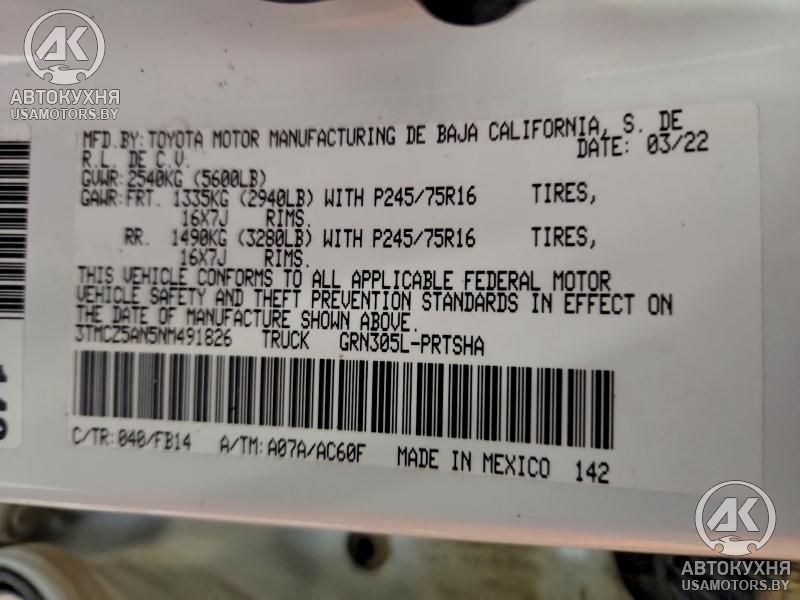 AK
АВТОКУХНЯ
USAMOTORS.BY
MFD.BY: TOYOTA MOTOR MANUFACTURING DE BAJA CALIFORNIA, S. DE
R.L. DE C.V. DATE: 03/22
GVWR: 2540KG (5600LB)
GAWR: FRT. 1335KG (2940LB) WITH P245/75R16 TIRES,
16X7J RIMS.
RR. 1490KG (3280LB) WITH P245/75R16 TIRES,
16X7J RIMS.
THIS VEHICLE CONFORMS TO ALL APPLICABLE FEDERAL MOTOR
VEHICLE SAFETY AND THEFT PREVENTION STANDARDS IN EFFECT ON
THE DATE OF MANUFACTURE SHOWN ABOVE.
3TMCZ5AN5NM491826 TRUCK GRN305L-PRTSHA
C/TR: 040/FB14 A/TM: A07A/AC60F MADE IN MEXICO 142
AK
АВТОКУХНЯ
USAMOTORS.BY